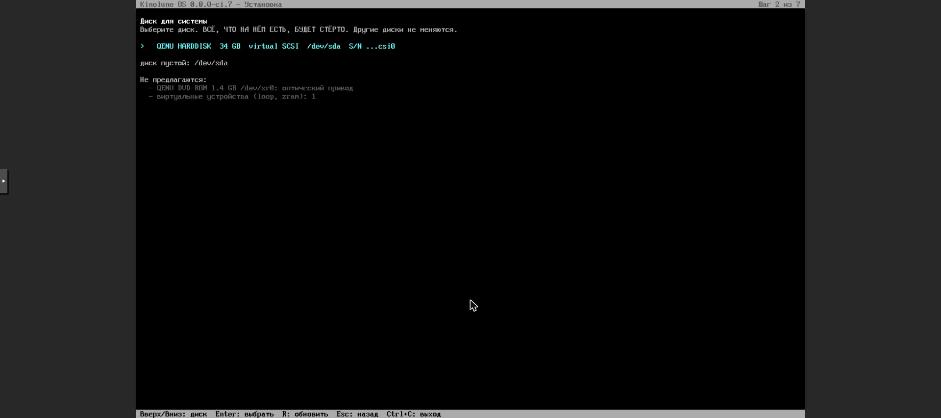 Kinolune OS 0.0.0-ci.7 - Установка Шаг 2 из 7
Диск для системы
Выберите диск. ВСЁ, ЧТО НА НЁМ ЕСТЬ, БУДЕТ СТЁРТО. Другие диски не меняются.
> QEMU HARDDISK 34 GB virtual SCSI /dev/sda S/N ...csi0
диск пустой: /dev/sda
Не предлагаются:
- QEMU DVD ROM 1.4 GB /dev/sr0: оптический привод
- виртуальные устройства (loop, zram): 1
Вверх/Вниз: диск Enter: выбрать R: обновить Esc: назад Ctrl+C: выход